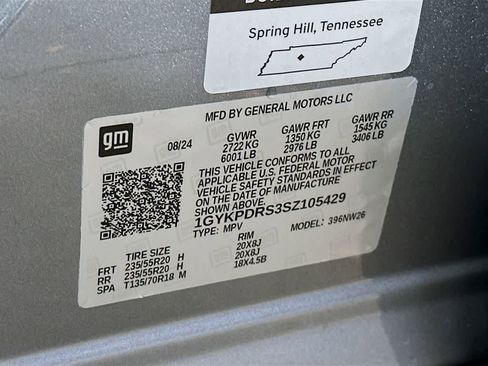 Spring Hill, Tennessee
MFD BY GENERAL MOTORS LLC
gm
08/24
GVWR GAWR FRT GAWR RR
2722 KG 1350 KG 1545 KG
6001 LB 2976 LB 3406 LB
THIS VEHICLE CONFORMS TO ALL
APPLICABLE U.S. FEDERAL MOTOR
VEHICLE SAFETY STANDARDS IN
EFFECT ON THE DATE OF MANUFACTURE
SHOWN ABOVE.
1GYKPDRS3SZ105429
TYPE: MPV MODEL: 396NW26
TIRE SIZE RIM
FRT 235/55R20 H 20X8J
RR 235/55R20 H 20X8J
SPA T135/70R18 M 18X4.5B